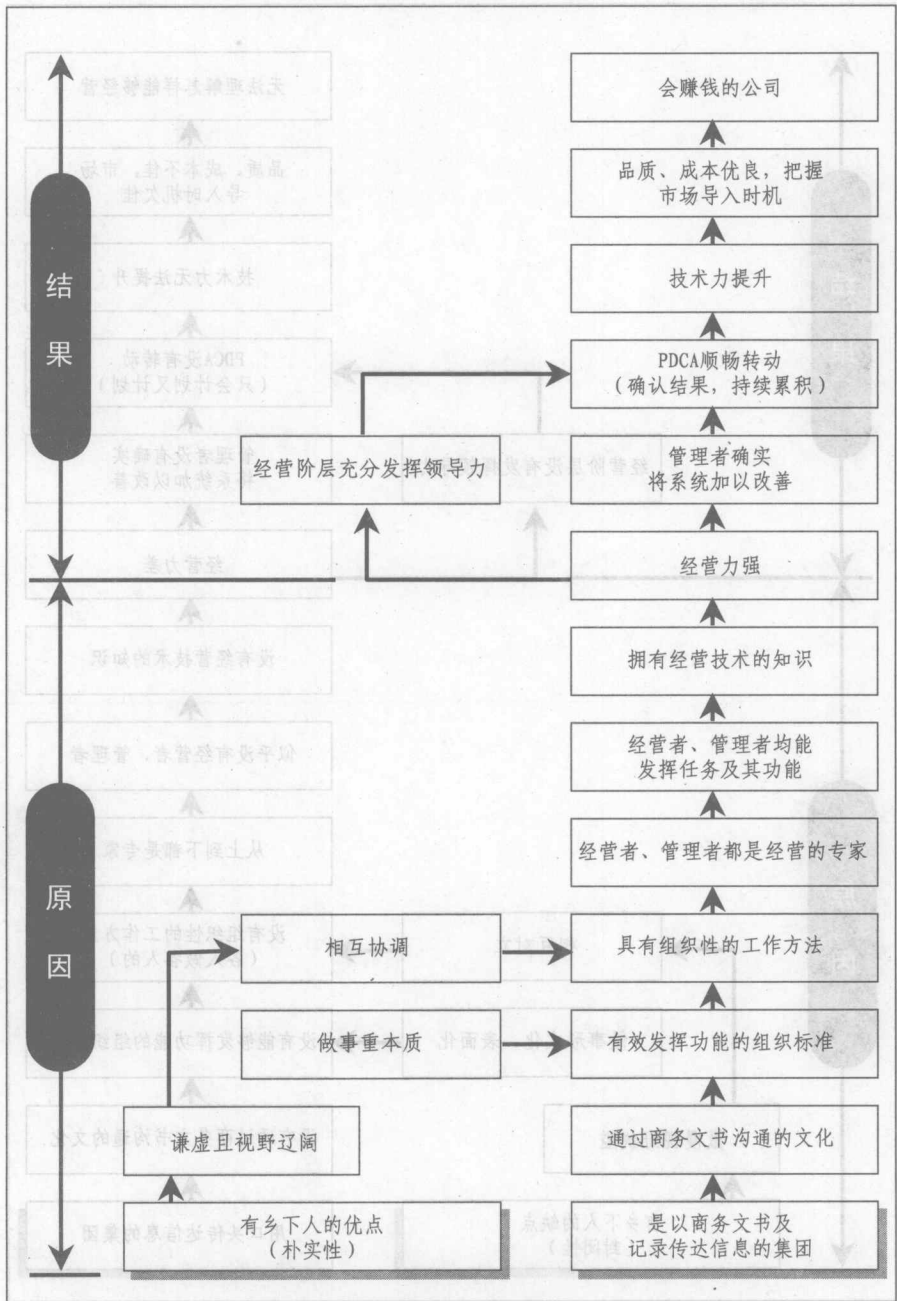 会赚钱的公司
品质、成本优良，把握
市场导入时机
技术力提升
结
果
PDCA顺畅转动
（确认结果，持续累积）
经营阶层充分发挥领导力
管理者确实
将系统加以改善
经营力强
拥有经营技术的知识
经营者、管理者均能
发挥任务及其功能
经营者、管理者都是经营的专家
原
因
相互协调
具有组织性的工作方法
做事重本质
有效发挥功能的组织标准
谦虚且视野辽阔
通过商务文书沟通的文化
有乡下人的优点
（朴实性）
是以商务文书及
记录传达信息的集团